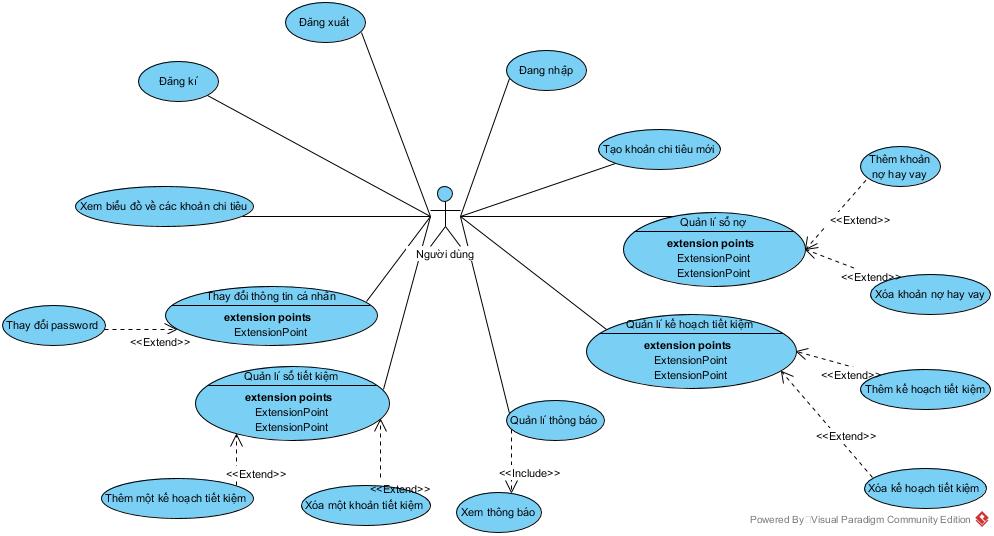 Đăng xuất
Đang nhập
Đăng kí
Tạo khoản chi tiêu mới
Thêm khoản
nợ hay vay
Xem biểu đồ về các khoản chi tiêu
<<Extend>>
Quản lí sổ nợ
extension points
ExtensionPoint
ExtensionPoint
Người dùng
<<Extend>>
Xóa khoản nợ hay vay
Thay đổi thông tin cá nhân
extension points
ExtensionPoint
Thay đổi password
<<Extend>>
Quản lí kế hoạch tiết kiệm
extension points
ExtensionPoint
ExtensionPoint
<<Extend>>
Thêm kế hoạch tiết kiệm
Quản lí sổ tiết kiệm
extension points
ExtensionPoint
ExtensionPoint
Quản lí thông báo
<<Extend>>
<<Extend>>
<<Include>>
<<Extend>>
Xóa kế hoạch tiết kiệm
Thêm một kế hoạch tiết kiệm
Xóa một khoản tiết kiệm
Xem thông báo
Powered By Visual Paradigm Community Edition